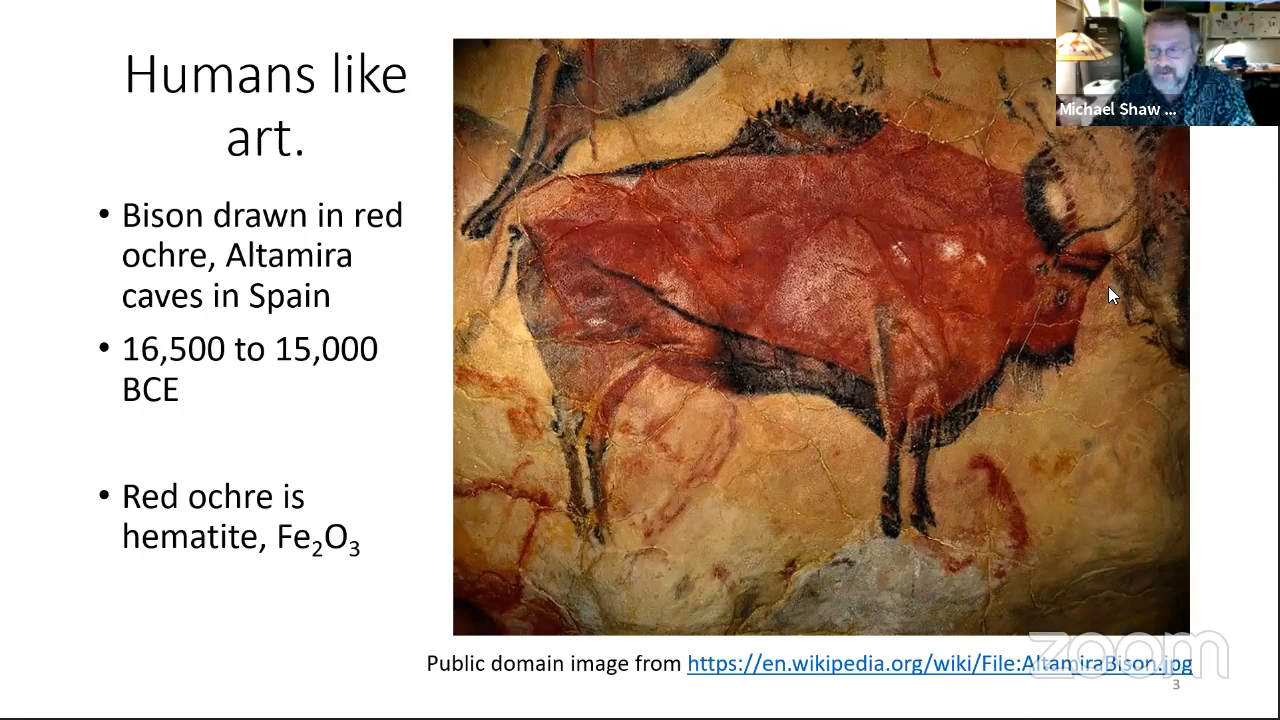 Humans like
art.
• Bison drawn in red
ochre, Altamira
caves in Spain
• 16,500 to 15,000
BCE
• Red ochre is
hematite, Fe₂O₃
Michael Shaw ...
Public domain image from https://en.wikipedia.org/wiki/File:AltamiraBison.jpg
zoom
3